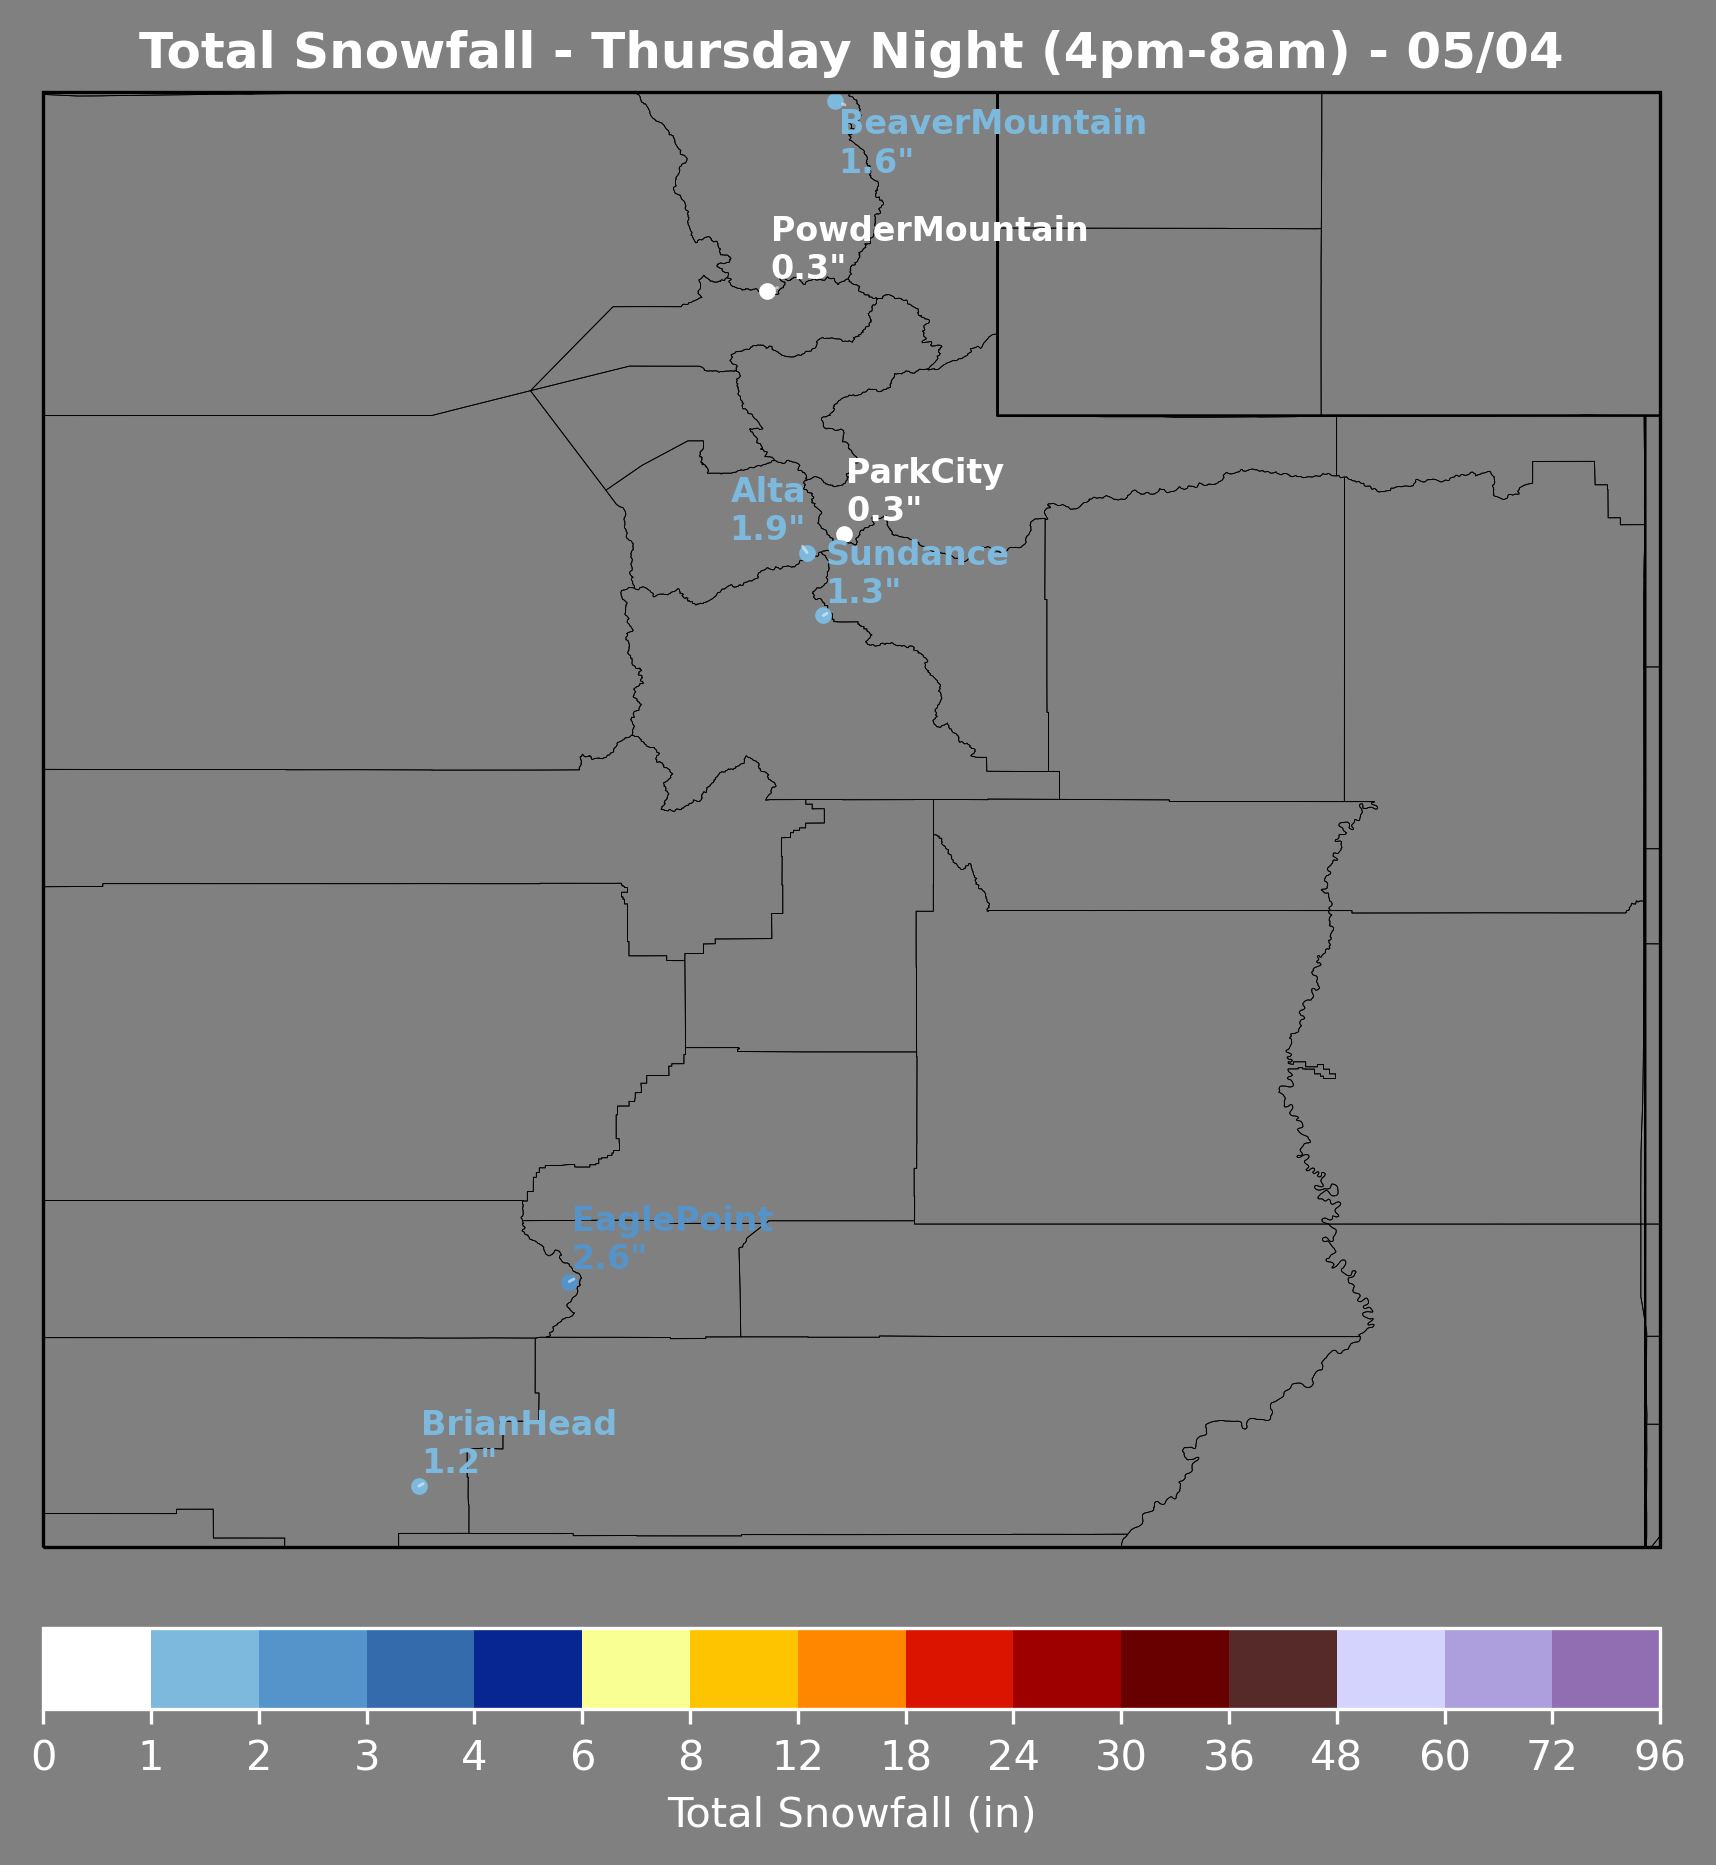 Total Snowfall - Thursday Night (4pm-8am) - 05/04
BeaverMountain
1.6"
PowderMountain
0.3"
ParkCity
0.3"
Alta
1.9"
Sundance
1.3"
EaglePoint
2.6"
BrianHead
1.2"
0 1 2 3 4 6 8 12 18 24 30 36 48 60 72 96
Total Snowfall (in)